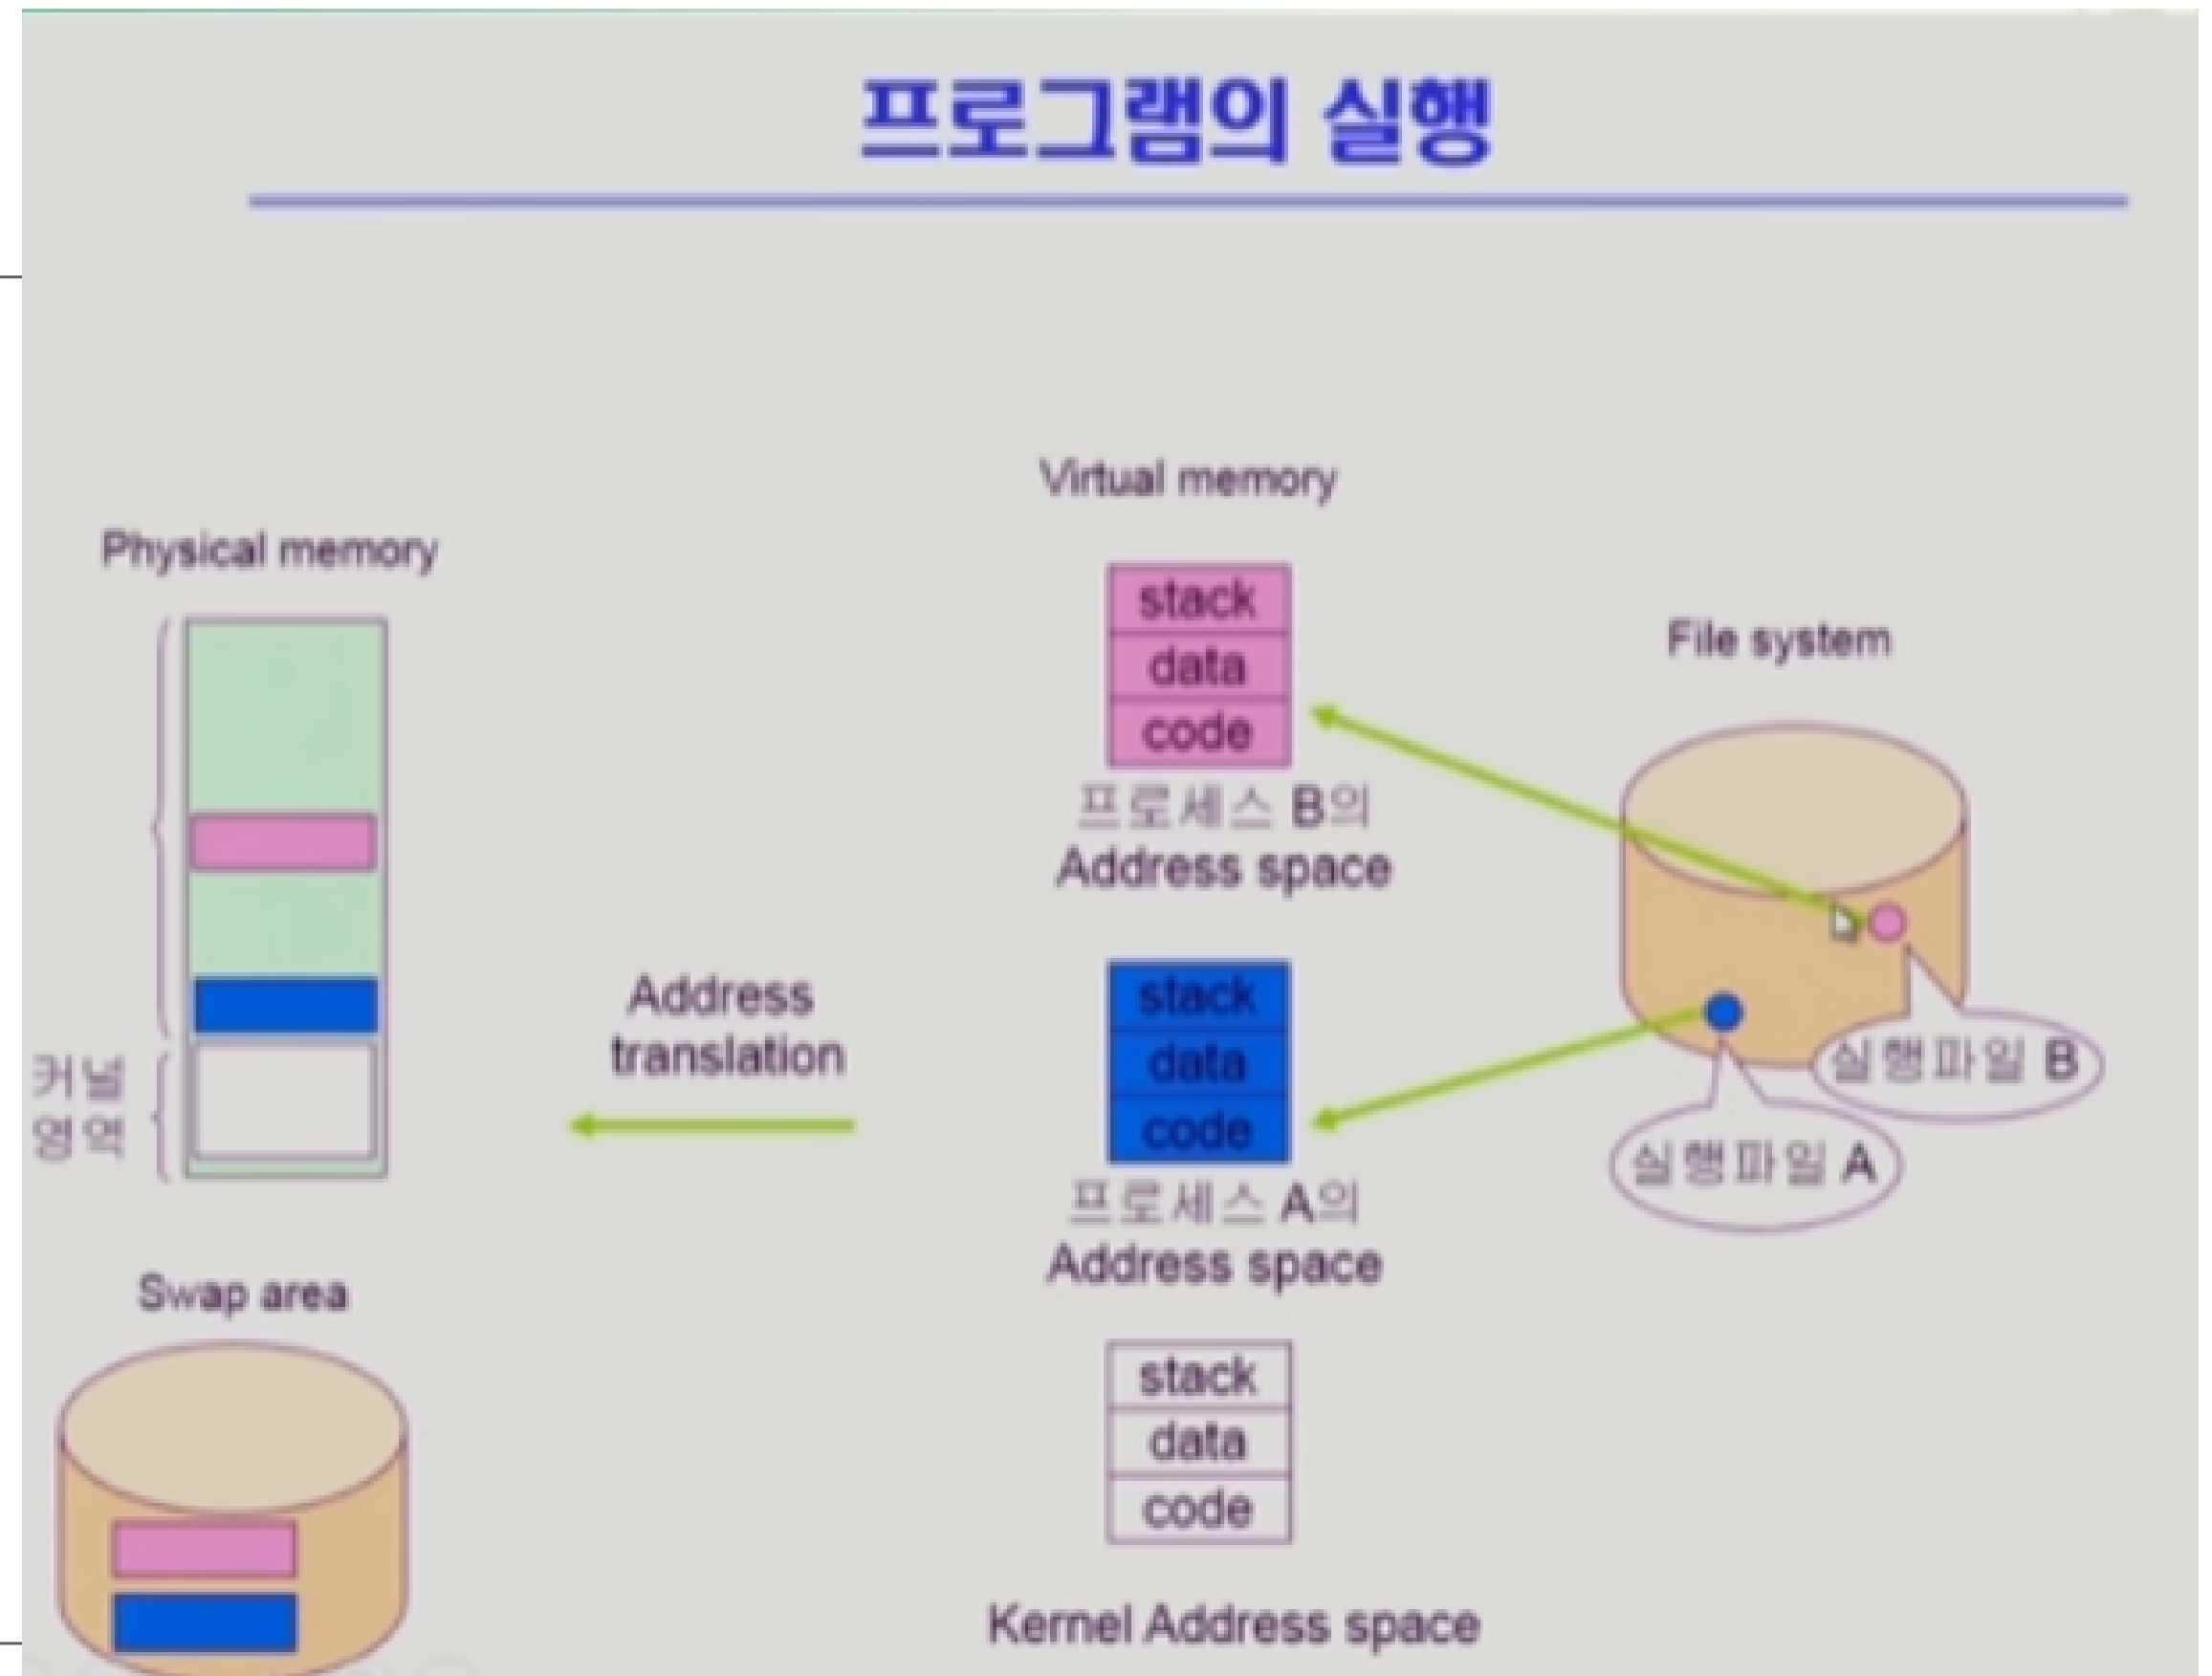 프로그램의 실행
Virtual memory
Physical memory
stack
data
code
File system
프로세스 B의
Address space
Address
translation
stack
data
code
커널
영역
실행파일 B
실행파일 A
프로세스 A의
Address space
Swap area
stack
data
code
Kernel Address space